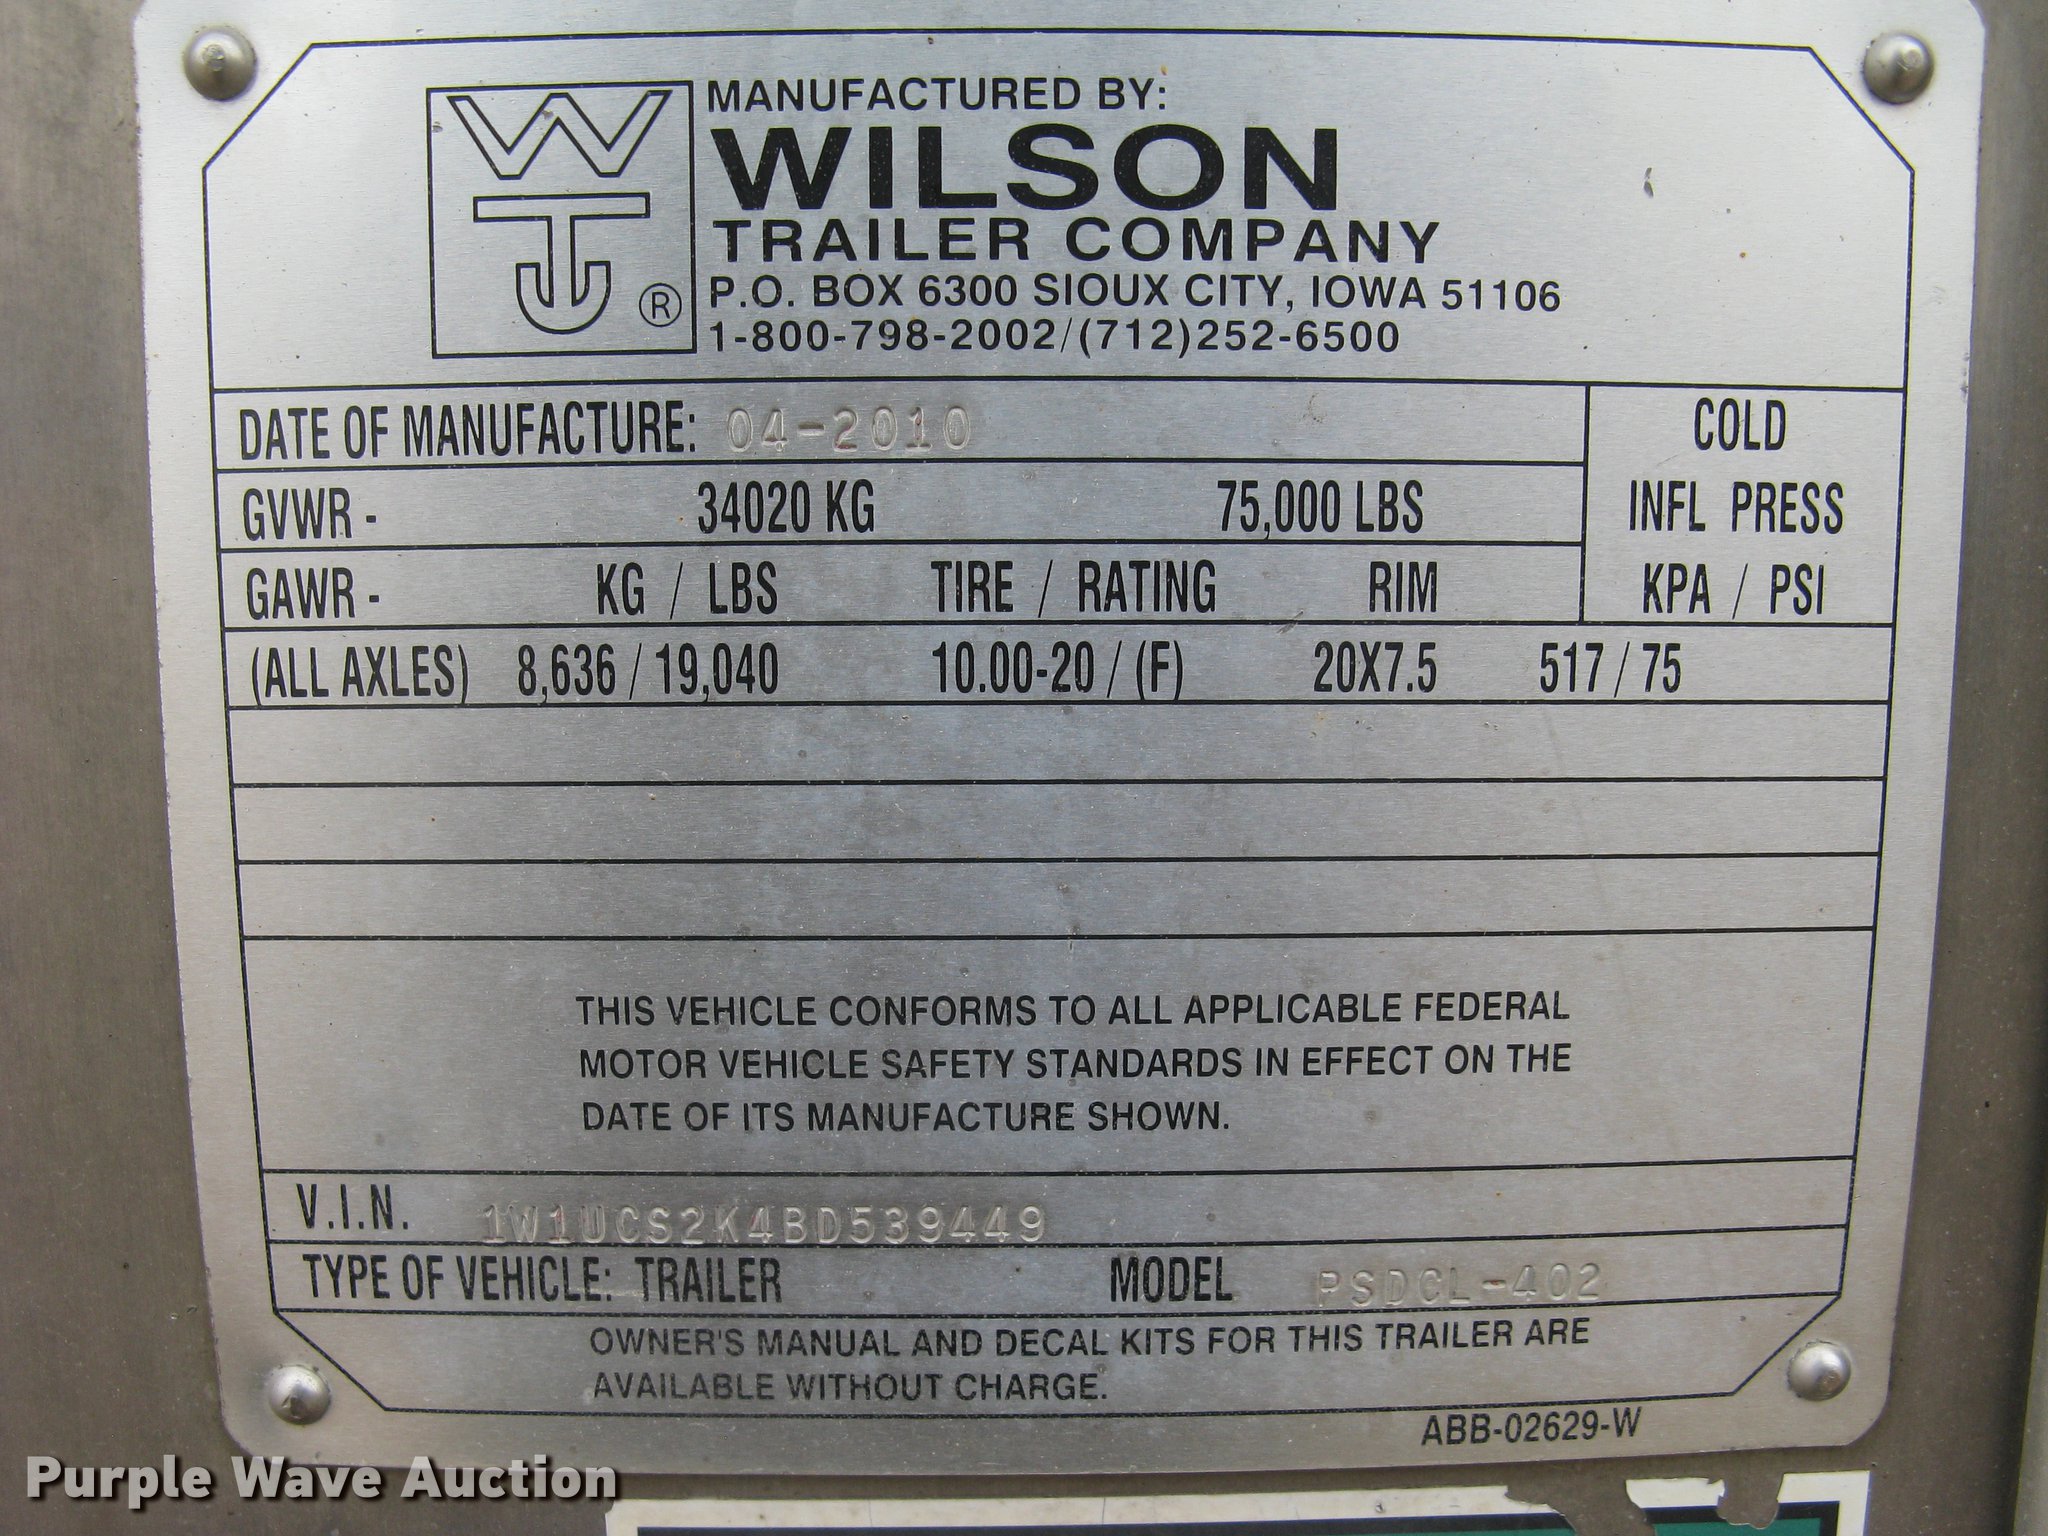 WT ®
MANUFACTURED BY:
WILSON
TRAILER COMPANY
P.O. BOX 6300 SIOUX CITY, IOWA 51106
1-800-798-2002/(712)252-6500
DATE OF MANUFACTURE: 04-2010
COLD
GVWR - 34020 KG 75,000 LBS
INFL PRESS
GAWR - KG / LBS TIRE / RATING RIM KPA / PSI
(ALL AXLES) 8,636 / 19,040 10.00-20 / (F) 20X7.5 517 / 75
THIS VEHICLE CONFORMS TO ALL APPLICABLE FEDERAL
MOTOR VEHICLE SAFETY STANDARDS IN EFFECT ON THE
DATE OF ITS MANUFACTURE SHOWN.
V.I.N. 1W1UCS2K4BD539449
TYPE OF VEHICLE: TRAILER MODEL PSDCL-402
OWNER'S MANUAL AND DECAL KITS FOR THIS TRAILER ARE
AVAILABLE WITHOUT CHARGE.
ABB-02629-W
Purple Wave Auction